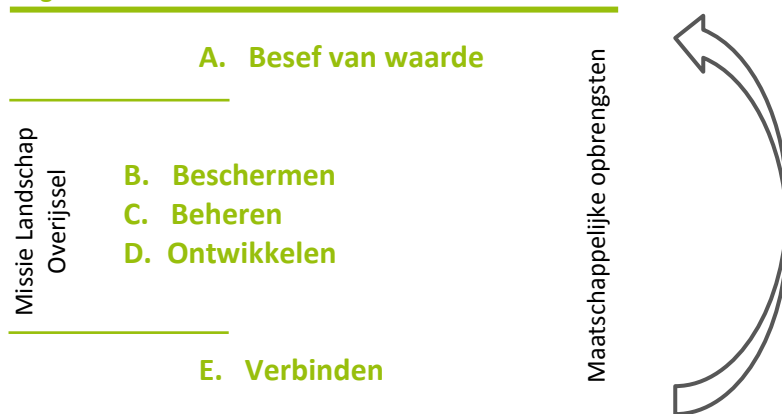 A. Besef van waarde
Missie Landschap
Overijssel
B. Beschermen
C. Beheren
D. Ontwikkelen
Maatschappelijke opbrengsten
E. Verbinden